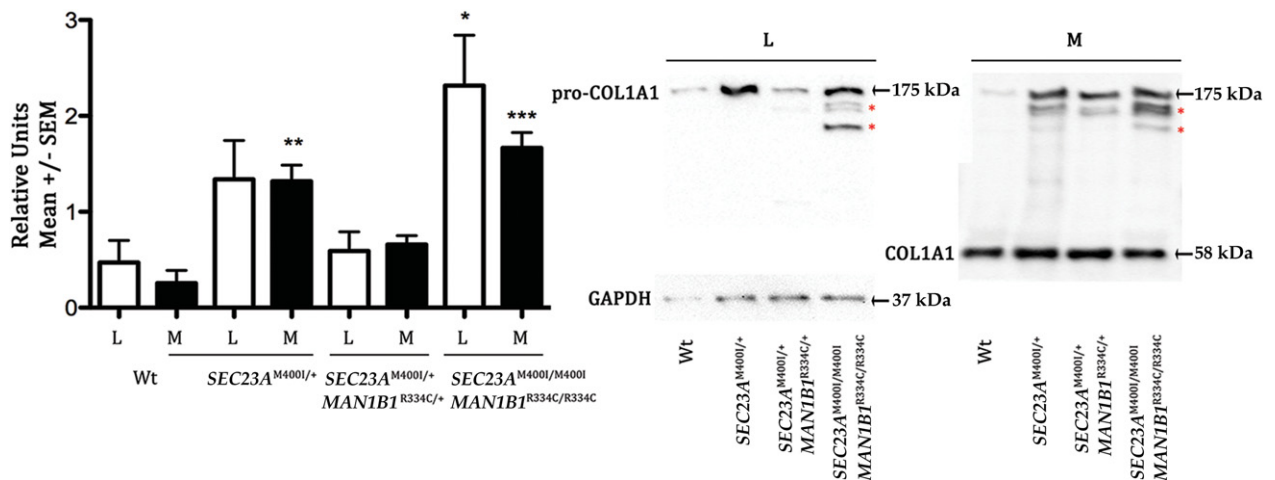 Relative Units
Mean +/- SEM
3
2
1
0
*
**
***
L
M
L
M
L
M
L
M
Wt
SEC23A^M400I/+
SEC23A^M400I/+
MAN1B1^R334C/+
SEC23A^M400I/M400I
MAN1B1^R334C/R334C
L
pro-COL1A1
←175 kDa
*
*
GAPDH
←37 kDa
Wt
SEC23A^M400I/+
SEC23A^M400I/+
MAN1B1^R334C/+
SEC23A^M400I/M400I
MAN1B1^R334C/R334C
M
←175 kDa
*
*
COL1A1
←58 kDa
Wt
SEC23A^M400I/+
SEC23A^M400I/+
MAN1B1^R334C/+
SEC23A^M400I/M400I
MAN1B1^R334C/R334C